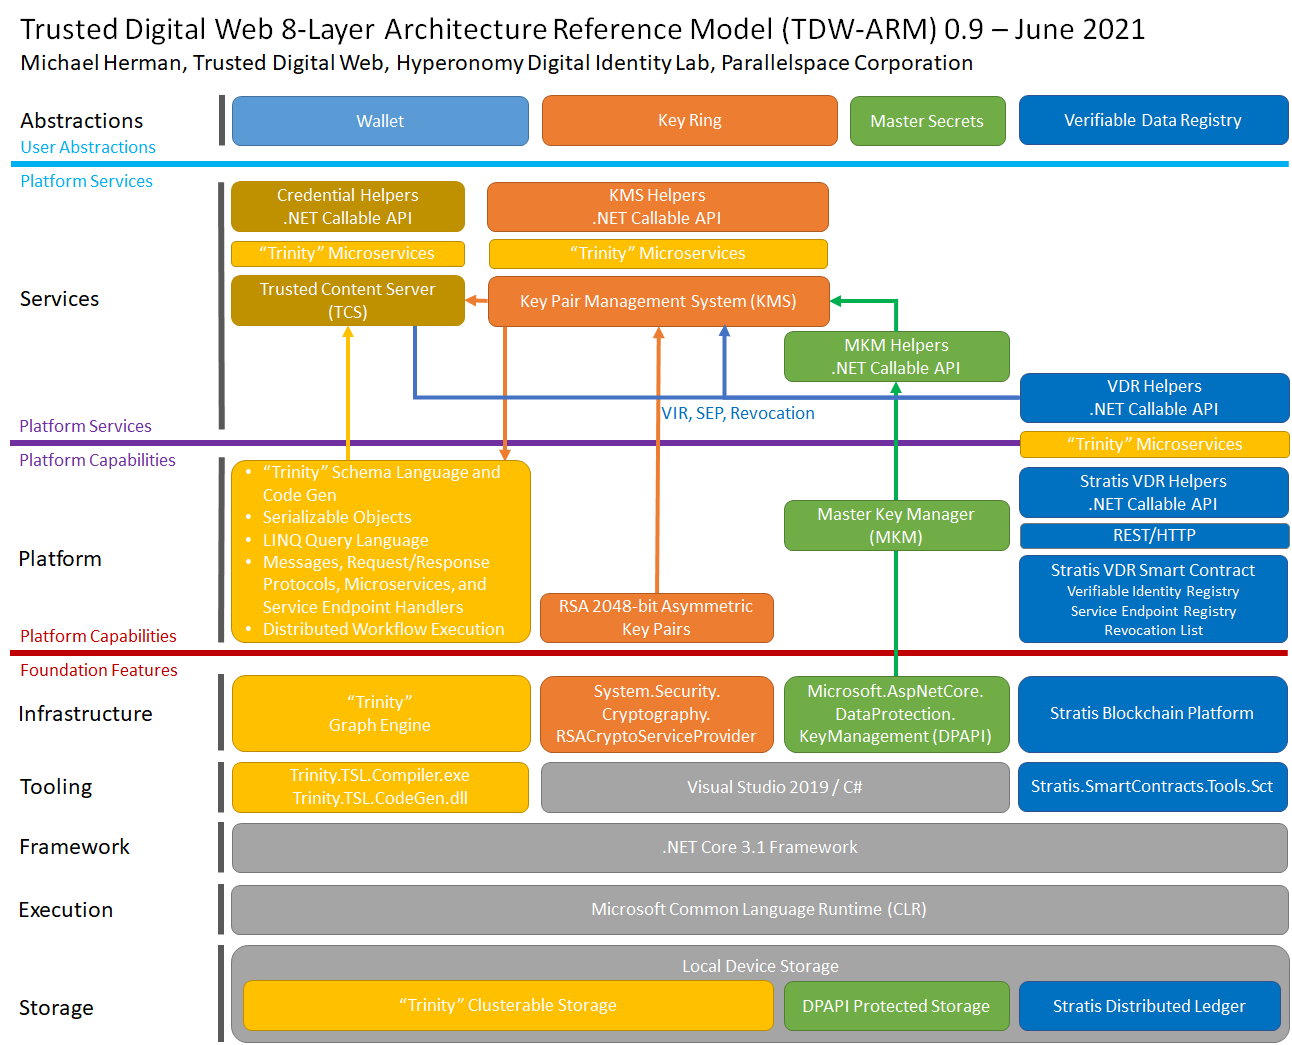 Trusted Digital Web 8-Layer Architecture Reference Model (TDW-ARM) 0.9 – June 2021
Michael Herman, Trusted Digital Web, Hyperonomy Digital Identity Lab, Parallelspace Corporation
Abstractions
User Abstractions
Wallet
Key Ring
Master Secrets
Verifiable Data Registry
Platform Services
Services
Credential Helpers
.NET Callable API
"Trinity" Microservices
Trusted Content Server
(TCS)
KMS Helpers
.NET Callable API
"Trinity" Microservices
Key Pair Management System (KMS)
MKM Helpers
.NET Callable API
VDR Helpers
.NET Callable API
VIR, SEP, Revocation
Platform Services
"Trinity" Microservices
Platform Capabilities
Platform
• "Trinity" Schema Language and
Code Gen
• Serializable Objects
• LINQ Query Language
• Messages, Request/Response
Protocols, Microservices, and
Service Endpoint Handlers
• Distributed Workflow Execution
RSA 2048-bit Asymmetric
Key Pairs
Master Key Manager
(MKM)
Stratis VDR Helpers
.NET Callable API
REST/HTTP
Stratis VDR Smart Contract
Verifiable Identity Registry
Service Endpoint Registry
Revocation List
Platform Capabilities
Foundation Features
Infrastructure
"Trinity"
Graph Engine
System.Security.
Cryptography.
RSACryptoServiceProvider
Microsoft.AspNetCore.
DataProtection.
KeyManagement (DPAPI)
Stratis Blockchain Platform
Tooling
Trinity.TSL.Compiler.exe
Trinity.TSL.CodeGen.dll
Visual Studio 2019 / C#
Stratis.SmartContracts.Tools.Sct
Framework
.NET Core 3.1 Framework
Execution
Microsoft Common Language Runtime (CLR)
Storage
Local Device Storage
"Trinity" Clusterable Storage
DPAPI Protected Storage
Stratis Distributed Ledger